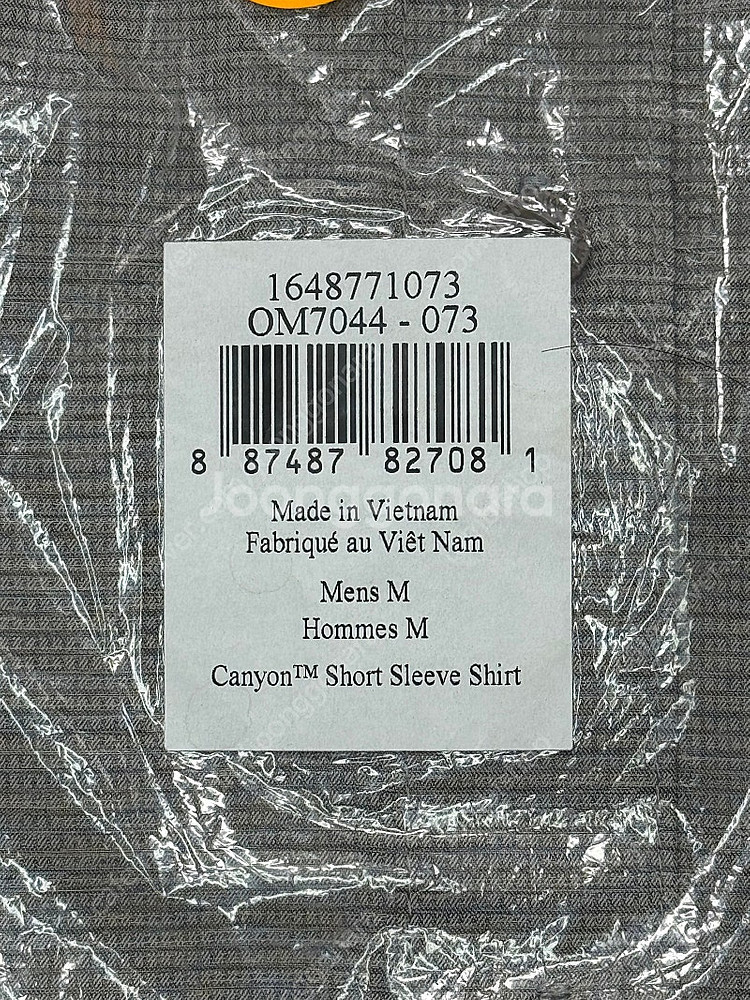 1648771073
OM7044 - 073
8 87487 82708 1
Joonggonara
Made in Vietnam
Fabriqué au Viêt Nam
Mens M
Hommes M
Canyon™ Short Sleeve Shirt